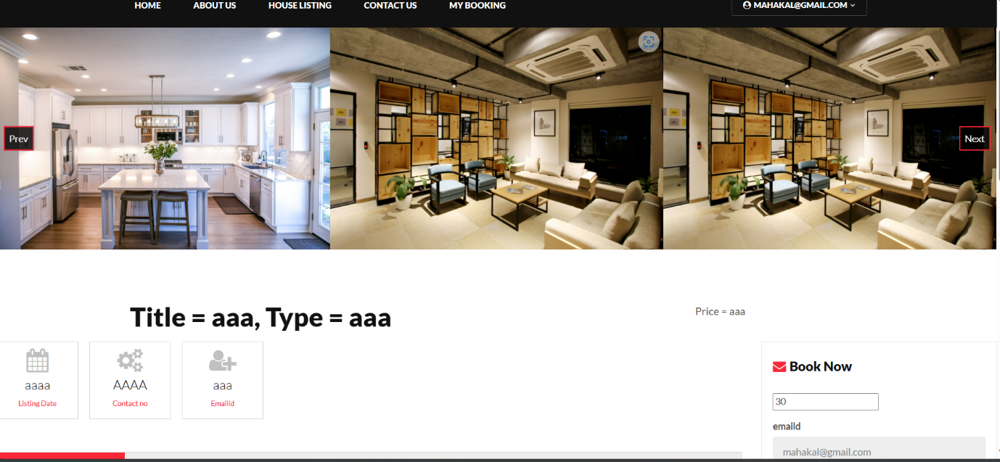 HOME ABOUT US HOUSE LISTING CONTACT US MY BOOKING MAHAKAL@GMAIL.COM
Prev
Next
Title = aaa, Type = aaa
Price = aaa
aaaa
Listing Date
AAAA
Contact no
aaa
Emailid
Book Now
30
emaild
mahakal@gmail.com